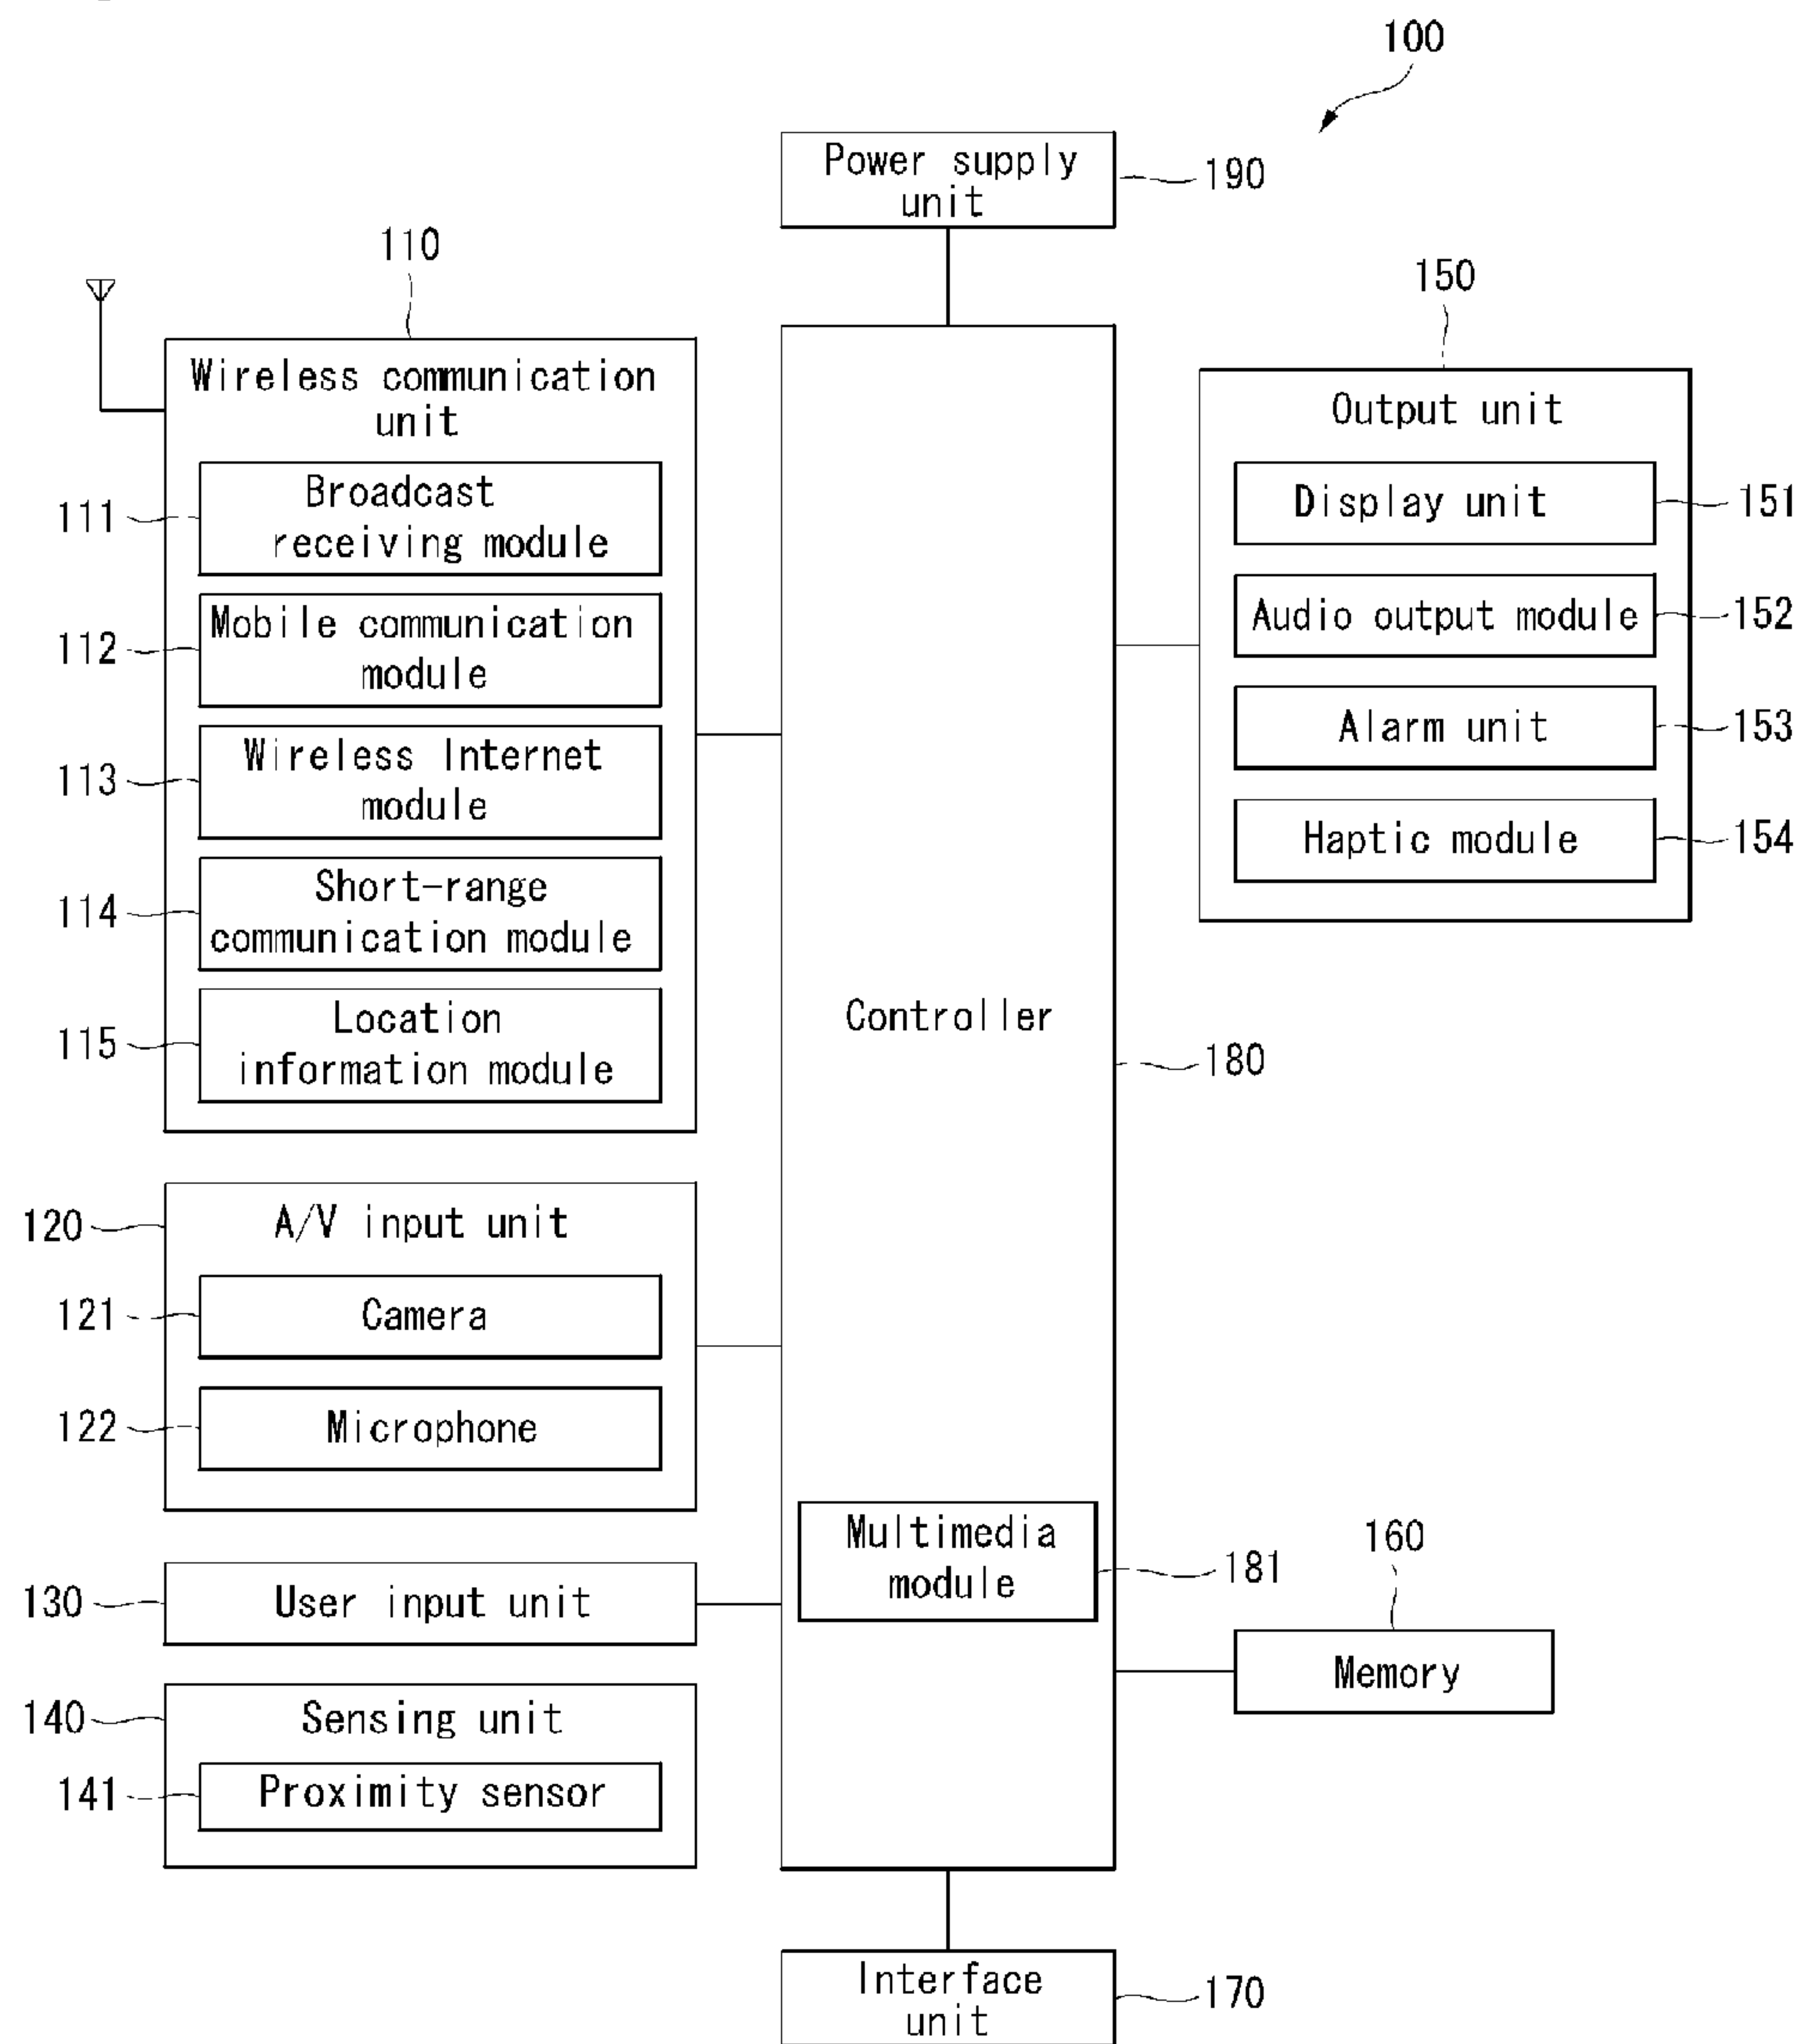 100
Power supply
unit
190
110
Wireless communication
unit
111
Broadcast
receiving module
112
Mobile communication
module
113
Wireless Internet
module
114
Short-range
communication module
115
Location
information module
120
A/V input unit
121
Camera
122
Microphone
130
User input unit
140
Sensing unit
141
Proximity sensor
Controller
180
Multimedia
module
181
150
Output unit
Display unit
151
Audio output module
152
Alarm unit
153
Haptic module
154
160
Memory
Interface
unit
170